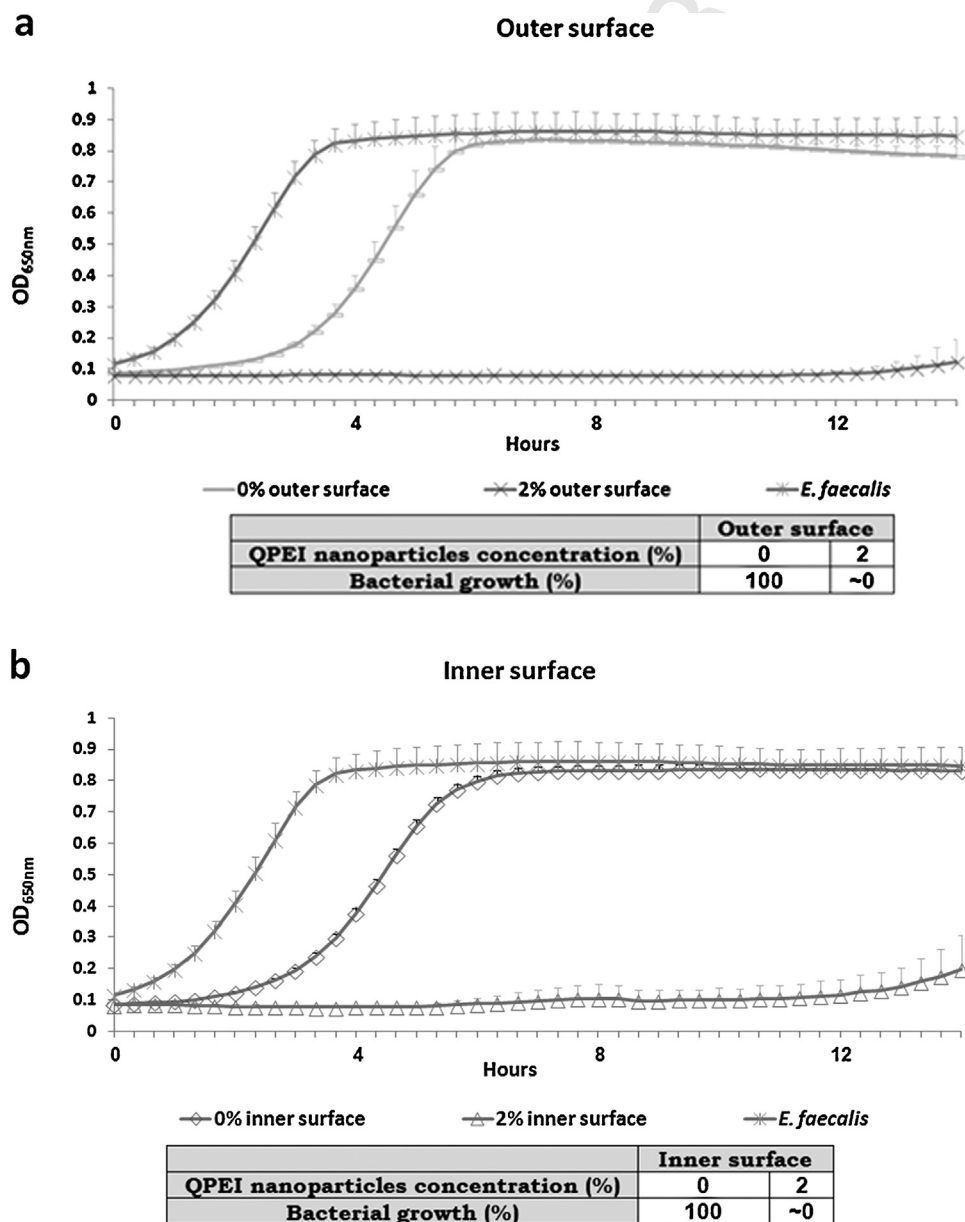 a
Outer surface
1
0.9
0.8
0.7
0.6
0.5
0.4
0.3
0.2
0.1
0
OD650nm
0 4 8 12
Hours
0% outer surface 2% outer surface E. faecalis
Outer surface
QPEI nanoparticles concentration (%) 0 2
Bacterial growth (%) 100 ~0
b
Inner surface
1
0.9
0.8
0.7
0.6
0.5
0.4
0.3
0.2
0.1
0
OD650nm
0 4 8 12
Hours
0% inner surface 2% inner surface E. faecalis
Inner surface
QPEI nanoparticles concentration (%) 0 2
Bacterial growth (%) 100 ~0